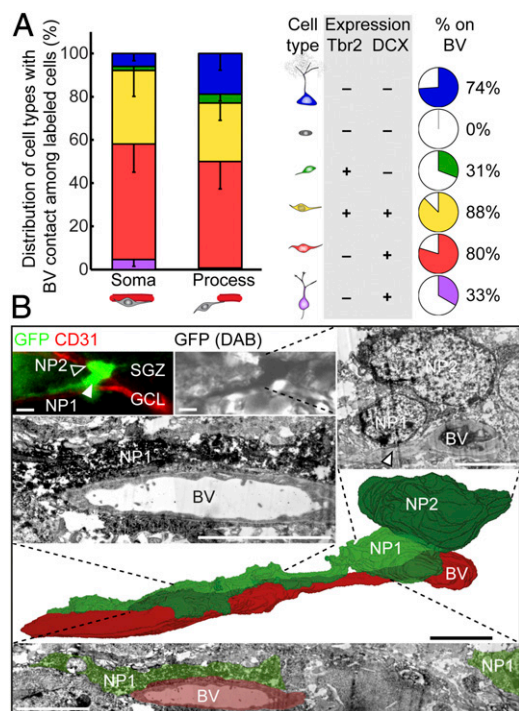 A
Distribution of cell types with
BV contact among labeled cells (%)
100
80
60
40
20
0
Soma
Process
Cell
type
Expression
Tbr2 DCX
% on
BV
– – 74%
– – 0%
+ – 31%
+ + 88%
– + 80%
– + 33%
B
GFP CD31
NP2
NP1
SGZ
GCL
GFP (DAB)
NP2
NP1
BV
NP1
BV
NP2
NP1
BV
NP1
BV
NP1